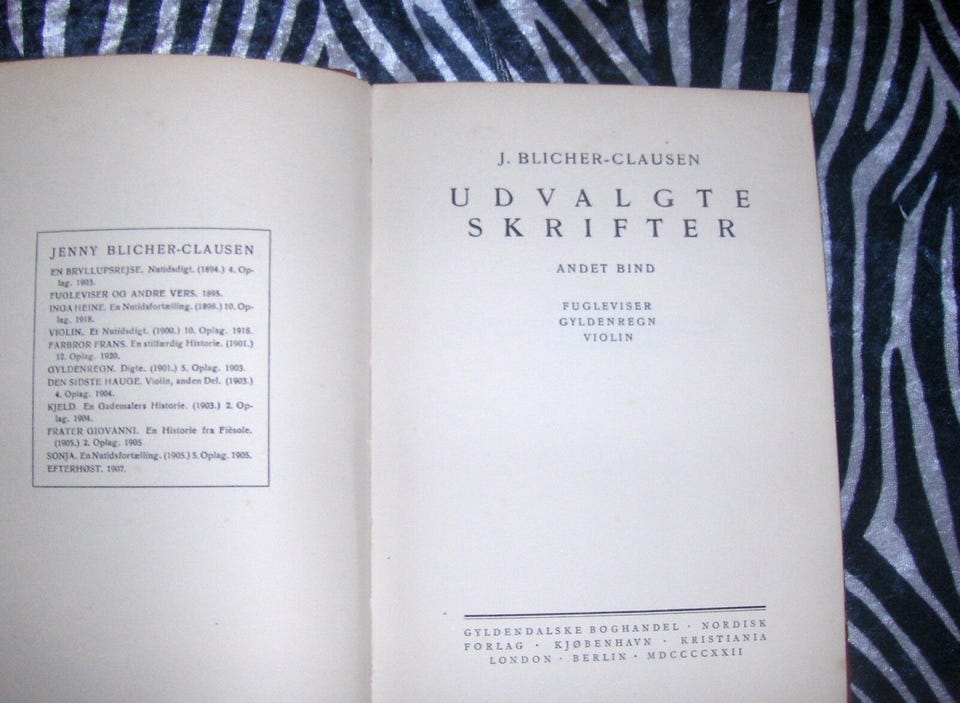 JENNY BLICHER-CLAUSEN
EN BRYLLUPSREJSE. Nutidsdigt. (1894.) 4. Op-
lag. 1903.
FUGLEVISER OG ANDRE VERS. 1895.
INGA HEINE. En Nutidsfortælling. (1898.) 10. Op-
lag. 1918.
VIOLIN. Et Nutidsdigt. (1900.) 10. Oplag. 1918.
FARBROR FRANS. En stilfærdig Historie. (1901.)
12. Oplag. 1920.
GYLDENREGN. Digte. (1901.) 5. Oplag. 1903.
DEN SIDSTE HAUGE. Violin, anden Del. (1903.)
4. Oplag. 1904.
KJELD. En Gademalers Historie. (1903.) 2. Op-
lag. 1904.
FRATER GIOVANNI. En Historie fra Fièsole.
(1905.) 2. Oplag. 1905
SONJA. En Nutidsfortælling. (1905.) 5. Oplag. 1905.
EFTERHØST. 1907.
J. BLICHER-CLAUSEN
UDVALGTE
SKRIFTER
ANDET BIND
FUGLEVISER
GYLDENREGN
VIOLIN
GYLDENDALSKE BOGHANDEL · NORDISK
FORLAG · KJØBENHAVN · KRISTIANIA
LONDON · BERLIN · MDCCCCXXII